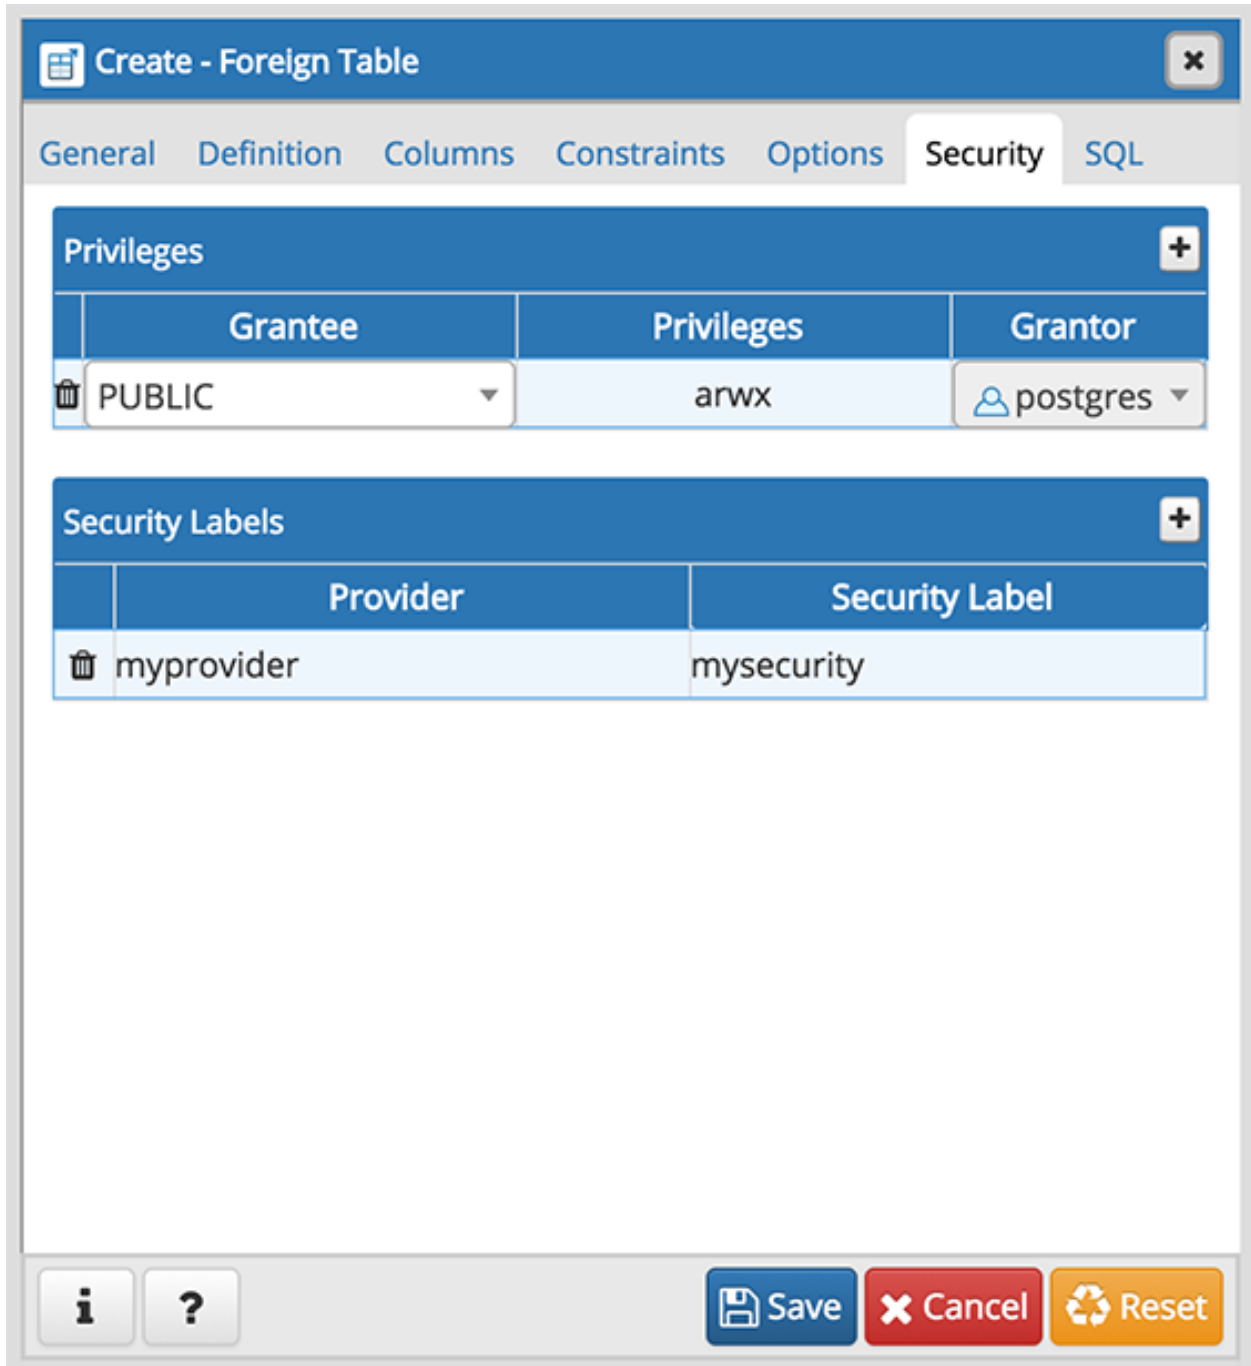 Create - Foreign Table
General Definition Columns Constraints Options Security SQL
Privileges
Grantee Privileges Grantor
PUBLIC arwx postgres
Security Labels
Provider Security Label
myprovider mysecurity
i ? Save Cancel Reset